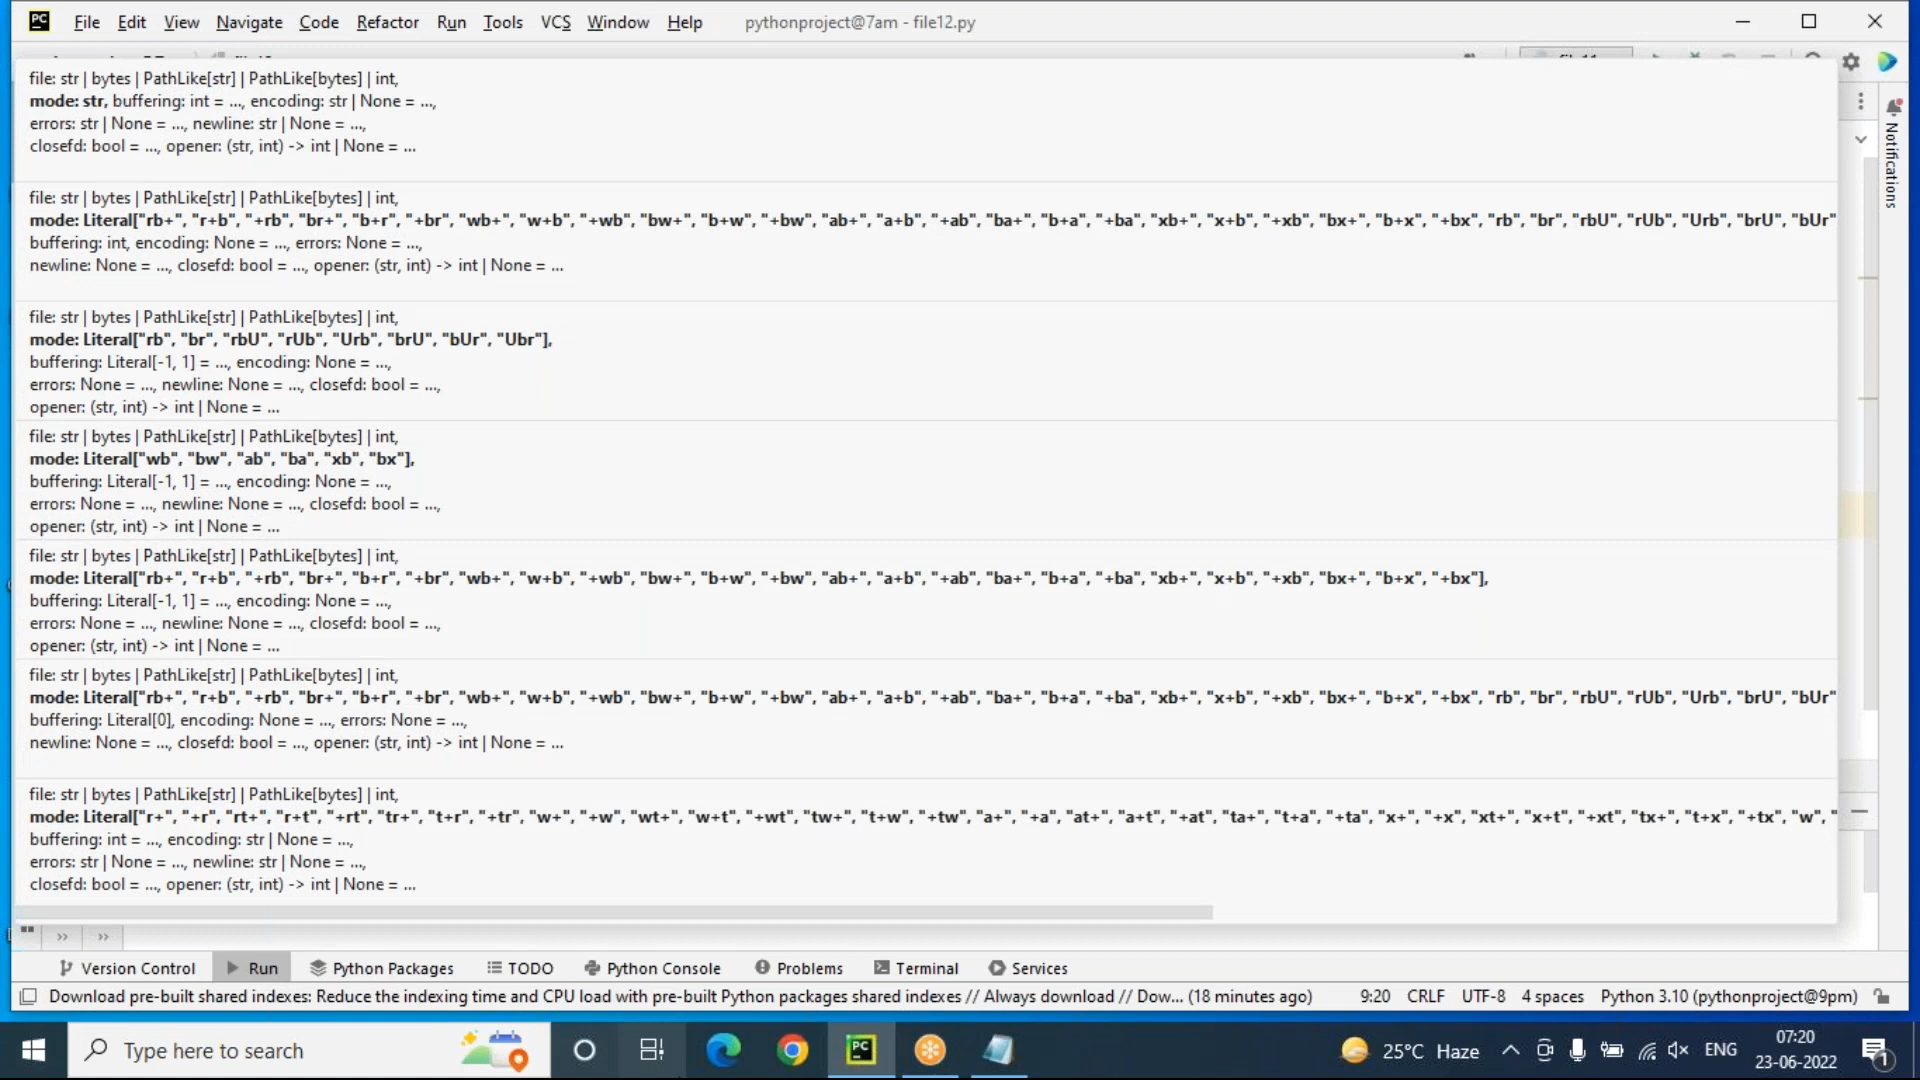 PC File Edit View Navigate Code Refactor Run Tools VCS Window Help pythonproject@7am - file12.py
file: str | bytes | PathLike[str] | PathLike[bytes] | int,
mode: str, buffering: int = ..., encoding: str | None = ...,
errors: str | None = ..., newline: str | None = ...,
closefd: bool = ..., opener: (str, int) -> int | None = ...
file: str | bytes | PathLike[str] | PathLike[bytes] | int,
mode: Literal["rb+", "r+b", "+rb", "br+", "b+r", "+br", "wb+", "w+b", "+wb", "bw+", "b+w", "+bw", "ab+", "a+b", "+ab", "ba+", "b+a", "+ba", "xb+", "x+b", "+xb", "bx+", "b+x", "+bx", "rb", "br", "rbU", "rUb", "Urb", "brU", "bUr"
buffering: int, encoding: None = ..., errors: None = ...,
newline: None = ..., closefd: bool = ..., opener: (str, int) -> int | None = ...
file: str | bytes | PathLike[str] | PathLike[bytes] | int,
mode: Literal["rb", "br", "rbU", "rUb", "Urb", "brU", "bUr", "Ubr"],
buffering: Literal[-1, 1] = ..., encoding: None = ...,
errors: None = ..., newline: None = ..., closefd: bool = ...,
opener: (str, int) -> int | None = ...
file: str | bytes | PathLike[str] | PathLike[bytes] | int,
mode: Literal["wb", "bw", "ab", "ba", "xb", "bx"],
buffering: Literal[-1, 1] = ..., encoding: None = ...,
errors: None = ..., newline: None = ..., closefd: bool = ...,
opener: (str, int) -> int | None = ...
file: str | bytes | PathLike[str] | PathLike[bytes] | int,
mode: Literal["rb+", "r+b", "+rb", "br+", "b+r", "+br", "wb+", "w+b", "+wb", "bw+", "b+w", "+bw", "ab+", "a+b", "+ab", "ba+", "b+a", "+ba", "xb+", "x+b", "+xb", "bx+", "b+x", "+bx"],
buffering: Literal[-1, 1] = ..., encoding: None = ...,
errors: None = ..., newline: None = ..., closefd: bool = ...,
opener: (str, int) -> int | None = ...
file: str | bytes | PathLike[str] | PathLike[bytes] | int,
mode: Literal["rb+", "r+b", "+rb", "br+", "b+r", "+br", "wb+", "w+b", "+wb", "bw+", "b+w", "+bw", "ab+", "a+b", "+ab", "ba+", "b+a", "+ba", "xb+", "x+b", "+xb", "bx+", "b+x", "+bx", "rb", "br", "rbU", "rUb", "Urb", "brU", "bUr"
buffering: Literal[0], encoding: None = ..., errors: None = ...,
newline: None = ..., closefd: bool = ..., opener: (str, int) -> int | None = ...
file: str | bytes | PathLike[str] | PathLike[bytes] | int,
mode: Literal["r+", "+r", "rt+", "r+t", "+rt", "tr+", "t+r", "+tr", "w+", "+w", "wt+", "w+t", "+wt", "tw+", "t+w", "+tw", "a+", "+a", "at+", "a+t", "+at", "ta+", "t+a", "+ta", "x+", "+x", "xt+", "x+t", "+xt", "tx+", "t+x", "+tx", "w", "
buffering: int = ..., encoding: str | None = ...,
errors: str | None = ..., newline: str | None = ...,
closefd: bool = ..., opener: (str, int) -> int | None = ...
Notifications
Version Control Run Python Packages TODO Python Console Problems Terminal Services
Download pre-built shared indexes: Reduce the indexing time and CPU load with pre-built Python packages shared indexes // Always download // Dow... (18 minutes ago) 9:20 CRLF UTF-8 4 spaces Python 3.10 (pythonproject@9pm)
Type here to search PC 25°C Haze ENG 07:20
23-06-2022 1